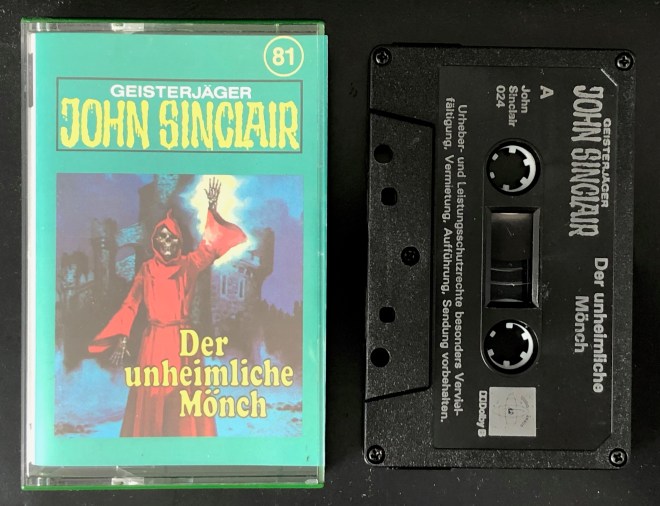 81
GEISTERJÄGER
JOHN SINCLAIR
Der
unheimliche
Mönch
GEISTERJÄGER
JOHN SINCLAIR
Der unheimliche
Mönch
A
John
Sinclair
024
Urheber- und Leistungsschutzrechte besonders Verviel-
fältigung, Vermietung, Aufführung, Sendung vorbehalten.
Dolby B